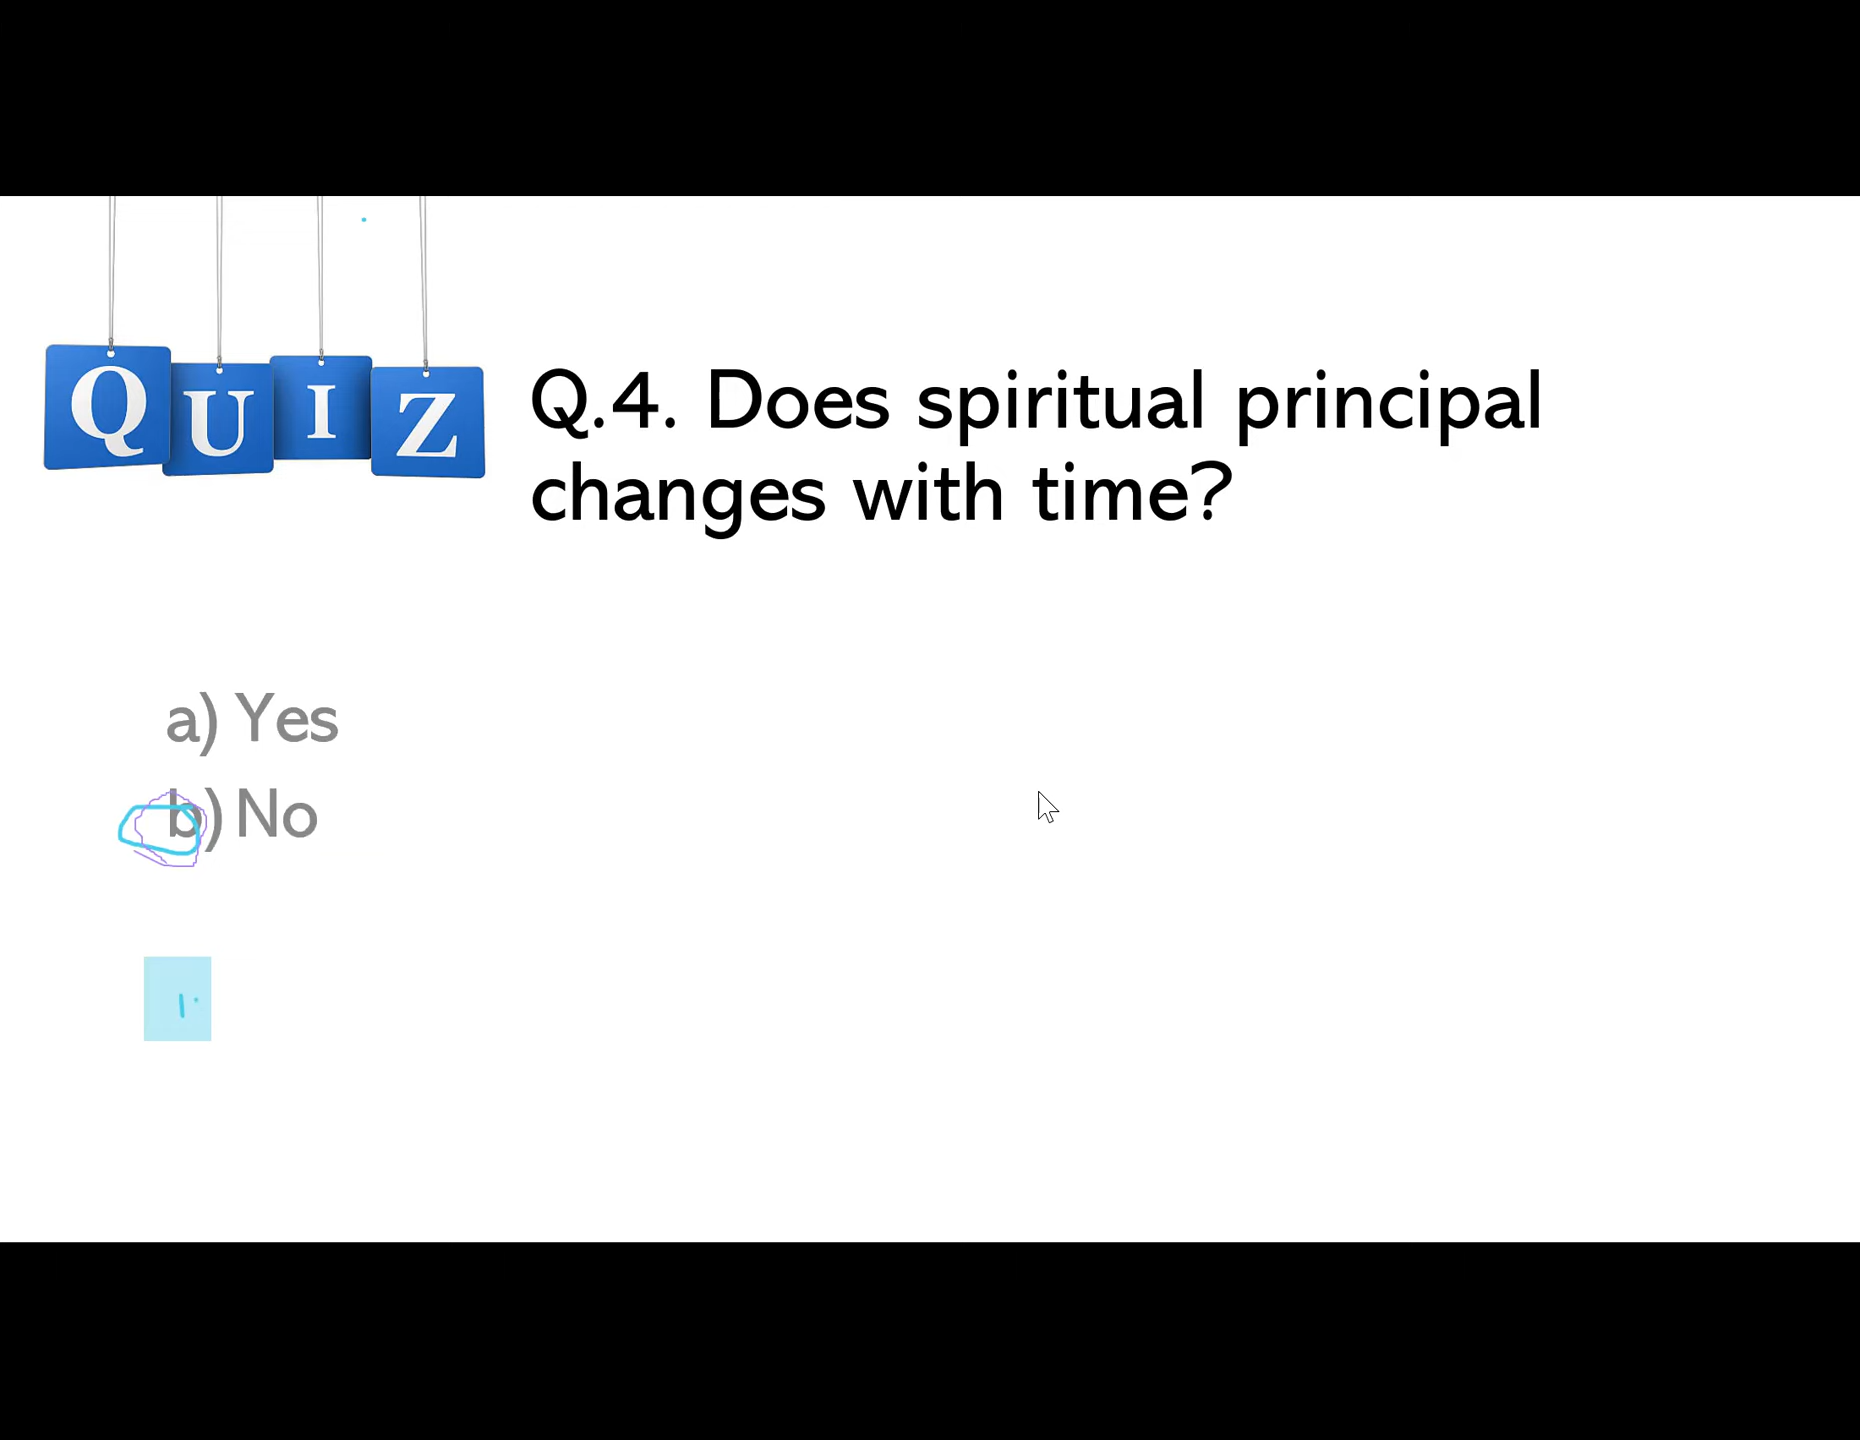 QUIZ
Q.4. Does spiritual principal
changes with time?
a) Yes
b) No